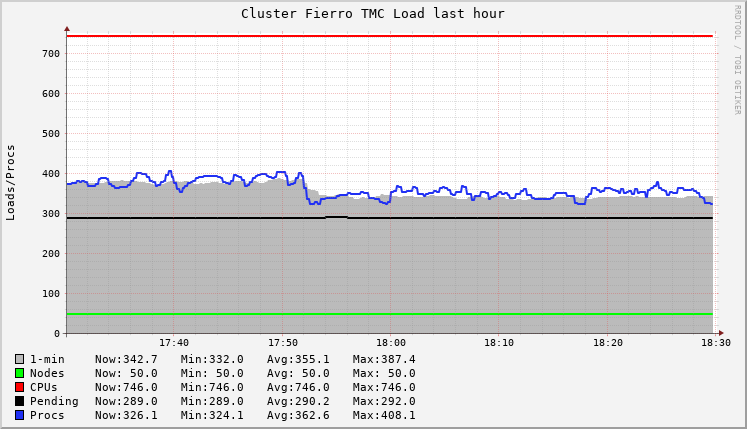 Cluster Fierro TMC Load last hour
RRDTOOL / TOBI OETIKER
Loads/Procs
700
600
500
400
300
200
100
0
17:40 17:50 18:00 18:10 18:20 18:30
1-min Now:342.7 Min:332.0 Avg:355.1 Max:387.4
Nodes Now: 50.0 Min: 50.0 Avg: 50.0 Max: 50.0
CPUs Now:746.0 Min:746.0 Avg:746.0 Max:746.0
Pending Now:289.0 Min:289.0 Avg:290.2 Max:292.0
Procs Now:326.1 Min:324.1 Avg:362.6 Max:408.1